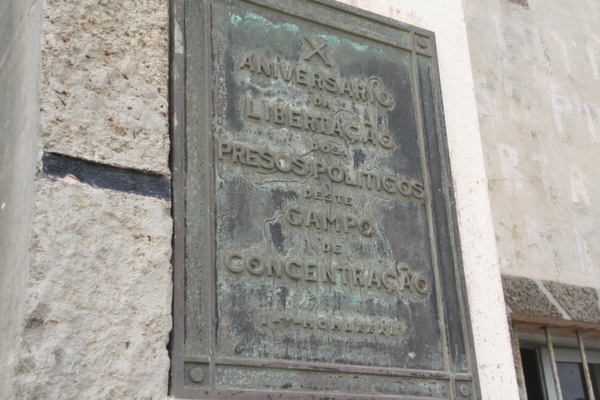 X
ANIVERSARIO
DA
LIBERTAÇÃO
DOS
PRESOS POLITICOS
DESTE
CAMPO
DE
CONCENTRAÇÃO